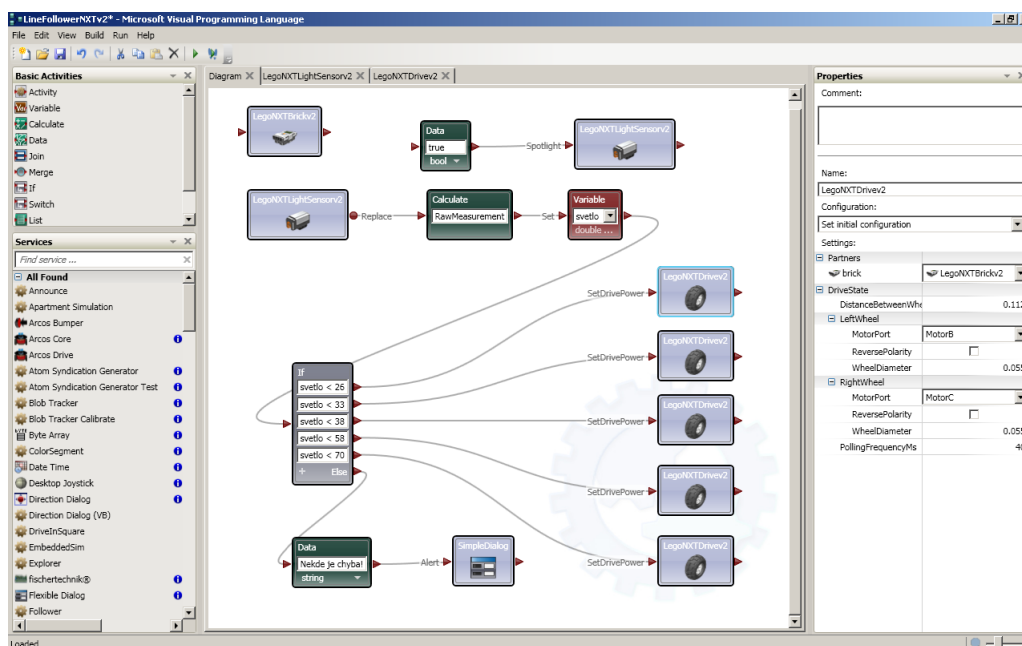 LineFollowerNXTv2* - Microsoft Visual Programming Language
File Edit View Build Run Help
Basic Activities
Activity
Variable
Calculate
Data
Join
Merge
If
Switch
List
Services
Find service ...
All Found
Announce
Apartment Simulation
Arcos Bumper
Arcos Core
Arcos Drive
Atom Syndication Generator
Atom Syndication Generator Test
Blob Tracker
Blob Tracker Calibrate
Byte Array
ColorSegment
Date Time
Desktop Joystick
Direction Dialog
Direction Dialog (VB)
DriveInSquare
EmbeddedSim
Explorer
fischertechnik®
Flexible Dialog
Follower
Loaded
Diagram LegoNXTLightSensorv2 LegoNXTDrivev2
LegoNXTBrickv2
Data
true
bool
Spotlight
LegoNXTLightSensorv2
LegoNXTLightSensorv2
Replace
Calculate
RawMeasurement
Set
Variable
svetlo
double ...
If
svetlo < 26
svetlo < 33
svetlo < 38
svetlo < 58
svetlo < 70
+ Else
SetDrivePower
LegoNXTDrivev2
SetDrivePower
LegoNXTDrivev2
SetDrivePower
LegoNXTDrivev2
SetDrivePower
LegoNXTDrivev2
SetDrivePower
LegoNXTDrivev2
Data
Nekde je chyba!
string
Alert
SimpleDialog
Properties
Comment:
Name:
LegoNXTDrivev2
Configuration:
Set initial configuration
Settings:
Partners
brick LegoNXTBrickv2
DriveState
DistanceBetweenWhe 0.112
LeftWheel
MotorPort MotorB
ReversePolarity
WheelDiameter 0.055
RightWheel
MotorPort MotorC
ReversePolarity
WheelDiameter 0.055
PollingFrequencyMs